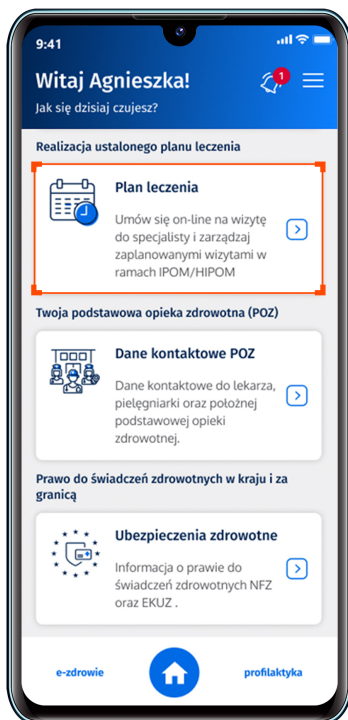 9:41
Witaj Agnieszka!
1
Jak się dzisiaj czujesz?
Realizacja ustalonego planu leczenia
Plan leczenia
Umów się on-line na wizytę
do specjalisty i zarządzaj
zaplanowanymi wizytami w
ramach IPOM/HIPOM
Twoja podstawowa opieka zdrowotna (POZ)
Dane kontaktowe POZ
Dane kontaktowe do lekarza,
pielęgniarki oraz położnej
podstawowej opieki
zdrowotnej.
Prawo do świadczeń zdrowotnych w kraju i za
granicą
Ubezpieczenia zdrowotne
Informacja o prawie do
świadczeń zdrowotnych NFZ
oraz EKUZ .
e-zdrowie
profilaktyka